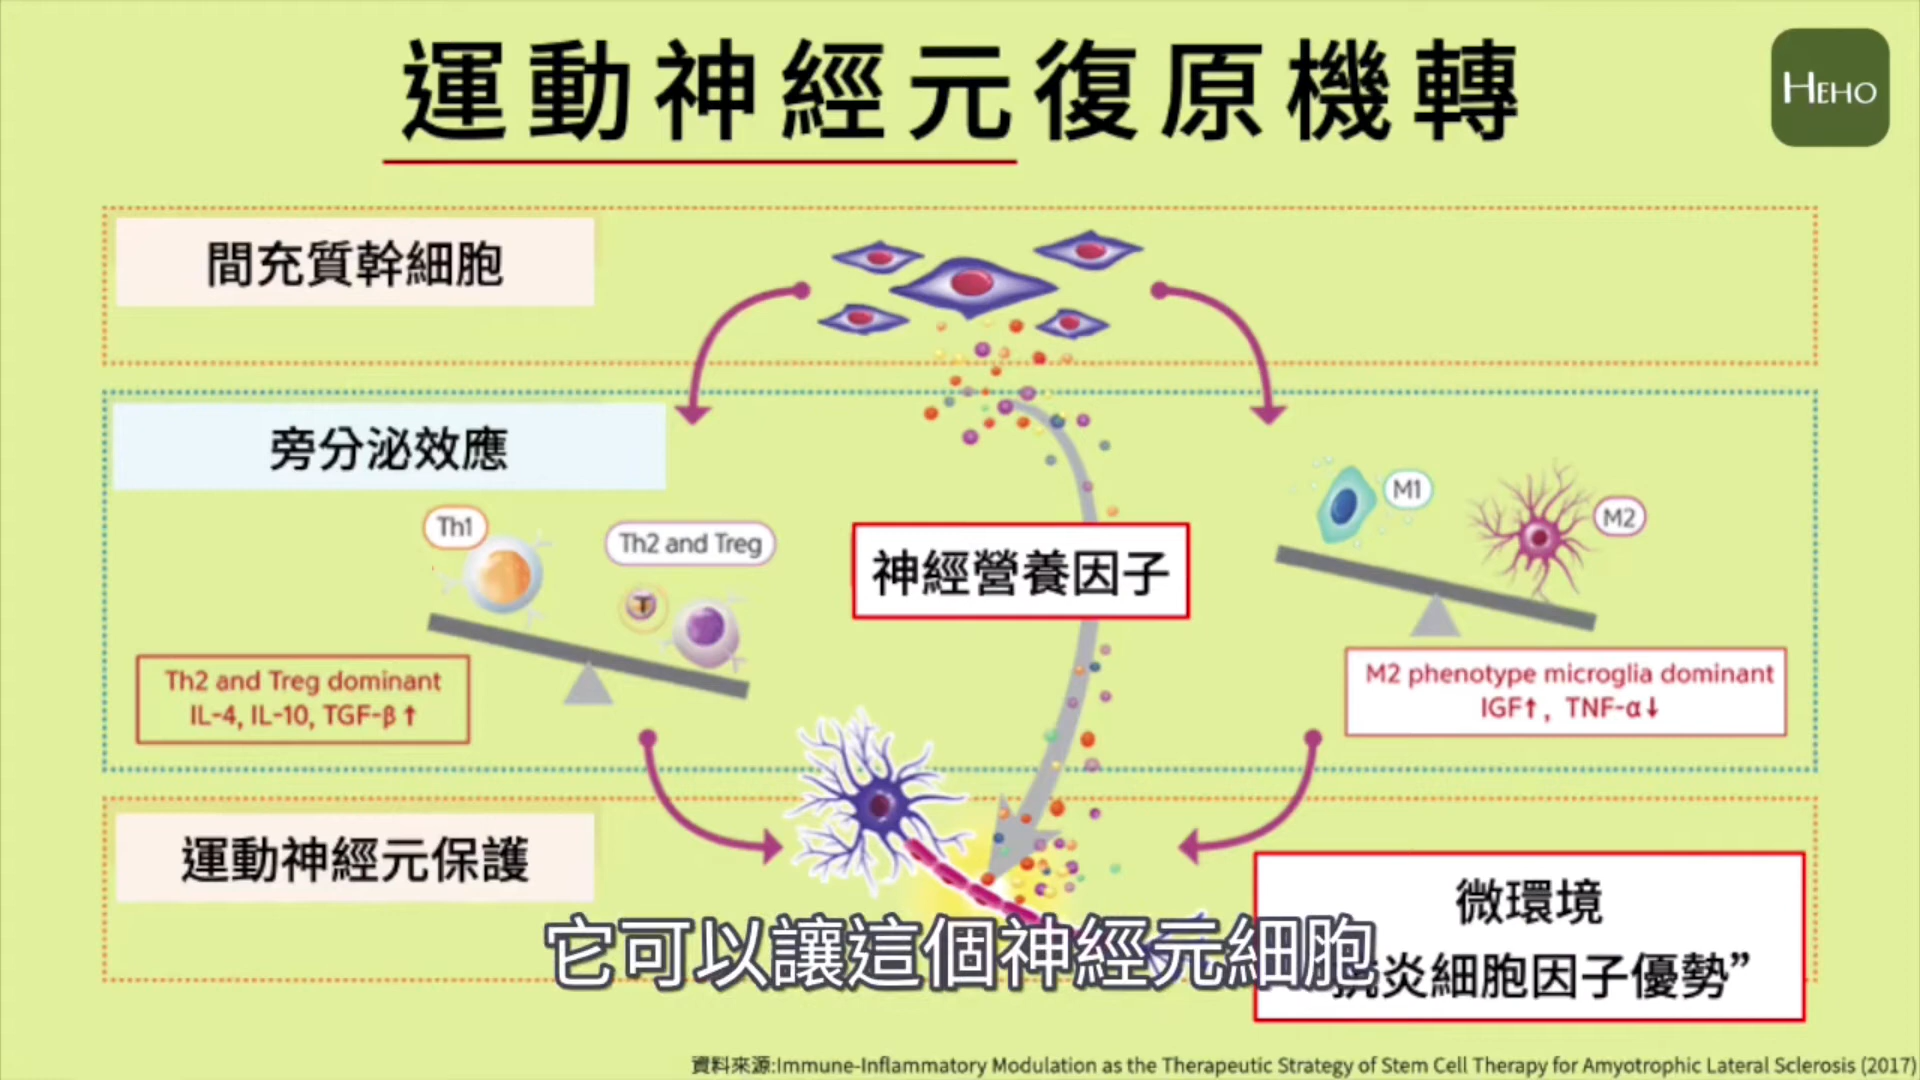 運動神經元復原機轉
HEHO
間充質幹細胞
旁分泌效應
Th1
Th2 and Treg
T
M1
M2
神經營養因子
Th2 and Treg dominant
IL-4, IL-10, TGF-β↑
M2 phenotype microglia dominant
IGF↑, TNF-α↓
運動神經元保護
微環境
炎細胞因子優勢”
它可以讓這個神經元細胞
資料來源:Immune-Inflammatory Modulation as the Therapeutic Strategy of Stem Cell Therapy for Amyotrophic Lateral Sclerosis (2017)